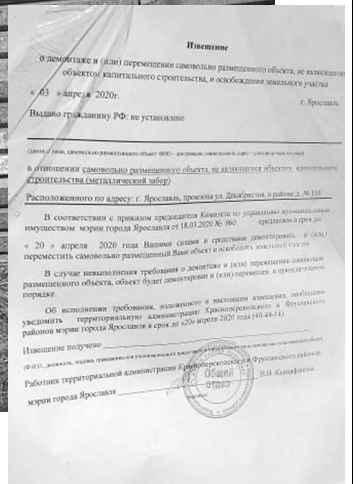 Извещение
о демонтаже и (или) перемещении самовольно размещенного объекта, не являющегося
объектом капитального строительства, и освобождении земельного участка
« 03 » апреля 2020г.
г. Ярославль
Выдано гражданину РФ: не установлено
в отношении самовольно размещенного объекта, не являющегося объектом капитального
строительства (металлический забор)
Расположенного по адресу: г. Ярославль, промзона ул. Декабристов, в районе д. №
В соответствии с приказом председателя Комитета по управлению муниципальным
имуществом мэрии города Ярославля от 18.03.2020 № 960 предлагаем в срок до
« 20 » апреля 2020 года Вашими силами и средствами демонтировать и (или)
переместить самовольно размещенный Вами объект и освободить земельный участок
В случае невыполнения требования о демонтаже и (или) перемещении самовольно
размещенного объекта, объект будет демонтирован и (или) перемещен в принудительном
порядке.
Об исполнении требования, изложенного в настоящем извещении, необходимо
уведомить территориальную администрацию Красноперекопского и Фрунзенского
районов мэрии города Ярославля в срок до «20» апреля 2020 года (40-44-14).
Извещение получено
Работник территориальной администрации Красноперекопского и Фрунзенского районов
мэрии города Ярославля
Общий
отдел